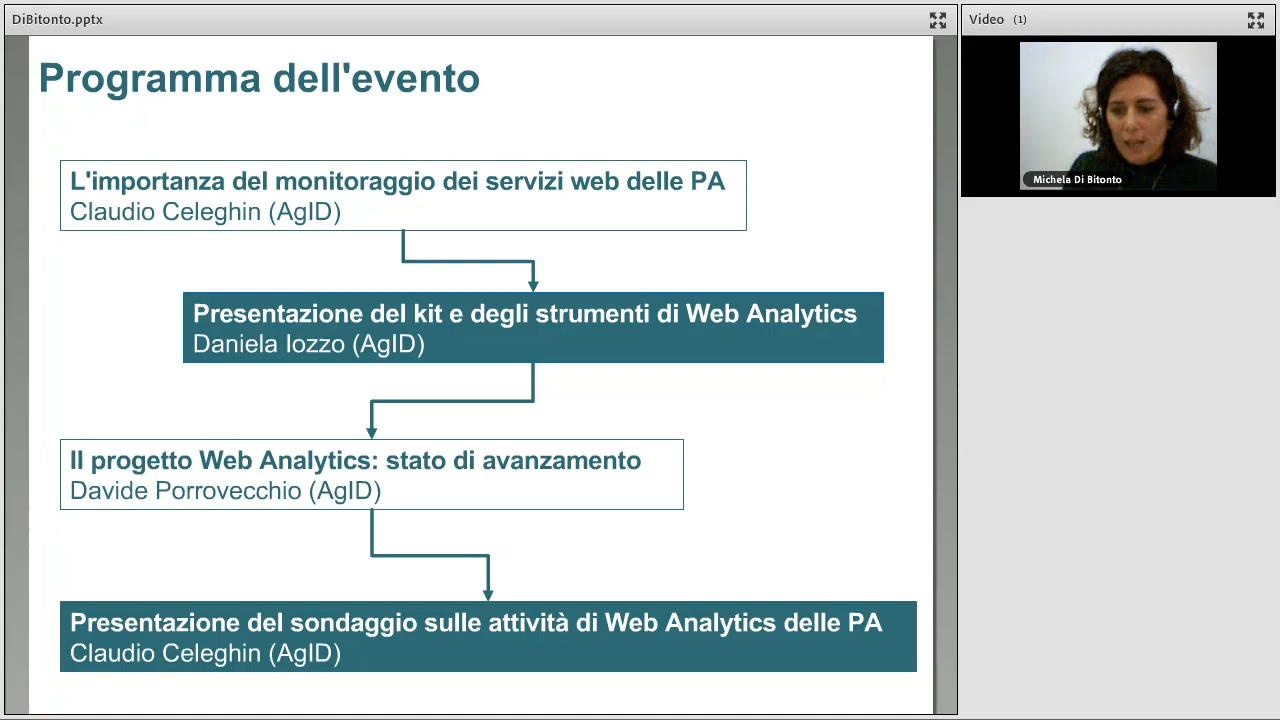 DiBitonto.pptx
Video (1)
Programma dell'evento
L'importanza del monitoraggio dei servizi web delle PA
Claudio Celeghin (AgID)
Presentazione del kit e degli strumenti di Web Analytics
Daniela Iozzo (AgID)
Il progetto Web Analytics: stato di avanzamento
Davide Porrovecchio (AgID)
Presentazione del sondaggio sulle attività di Web Analytics delle PA
Claudio Celeghin (AgID)
Michela Di Bitonto